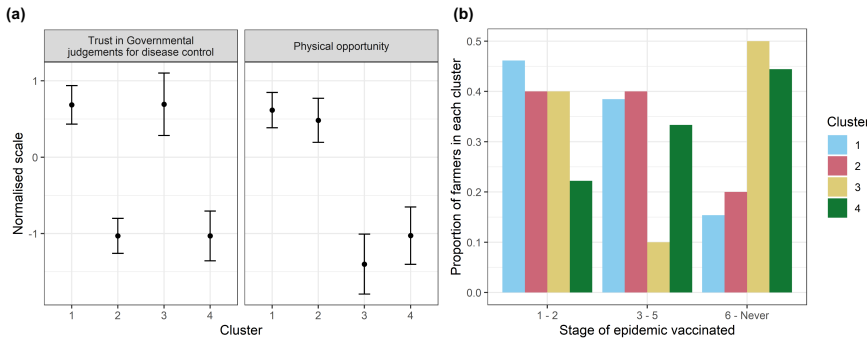 (a)
Trust in Governmental
judgements for disease control
Physical opportunity
Normalised scale
1
0
-1
1 2 3 4
1 2 3 4
Cluster
(b)
Proportion of farmers in each cluster
0.5
0.4
0.3
0.2
0.1
0.0
1 - 2
3 - 5
6 - Never
Stage of epidemic vaccinated
Cluster
1
2
3
4